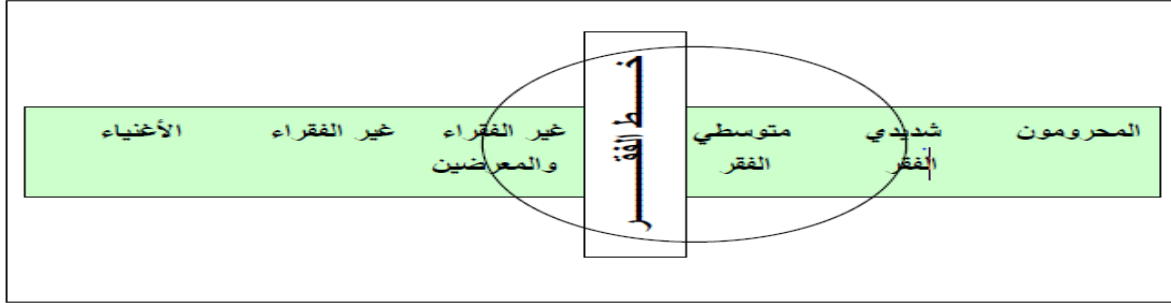 المحرومون
شديدي
الفقر
متوسطي
الفقر
خط الفقر
غير الفقراء
والمعرضين
غير الفقراء
الأغنياء